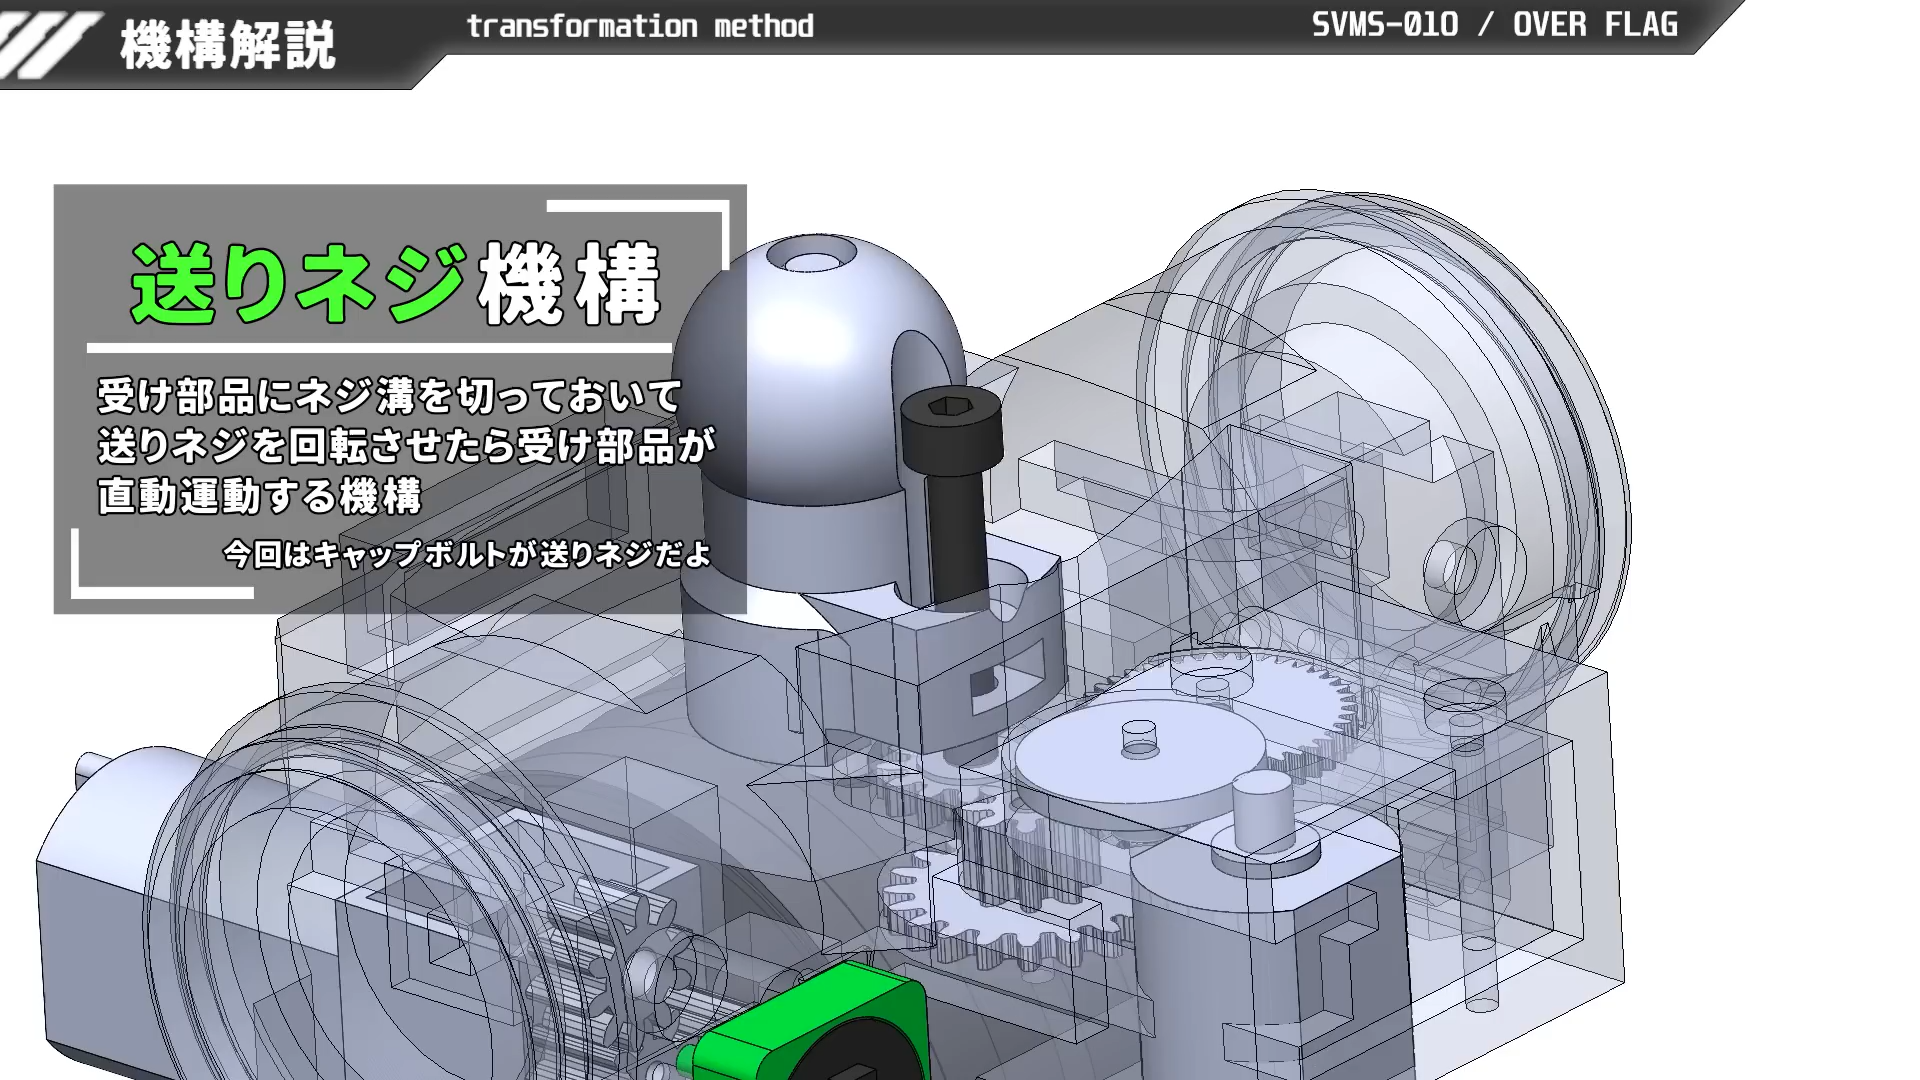 機構解説
transformation method
SVMS-010 / OVER FLAG
送りネジ機構
受け部品にネジ溝を切っておいて
送りネジを回転させたら受け部品が
直動運動する機構
今回はキャップボルトが送りネジだよ